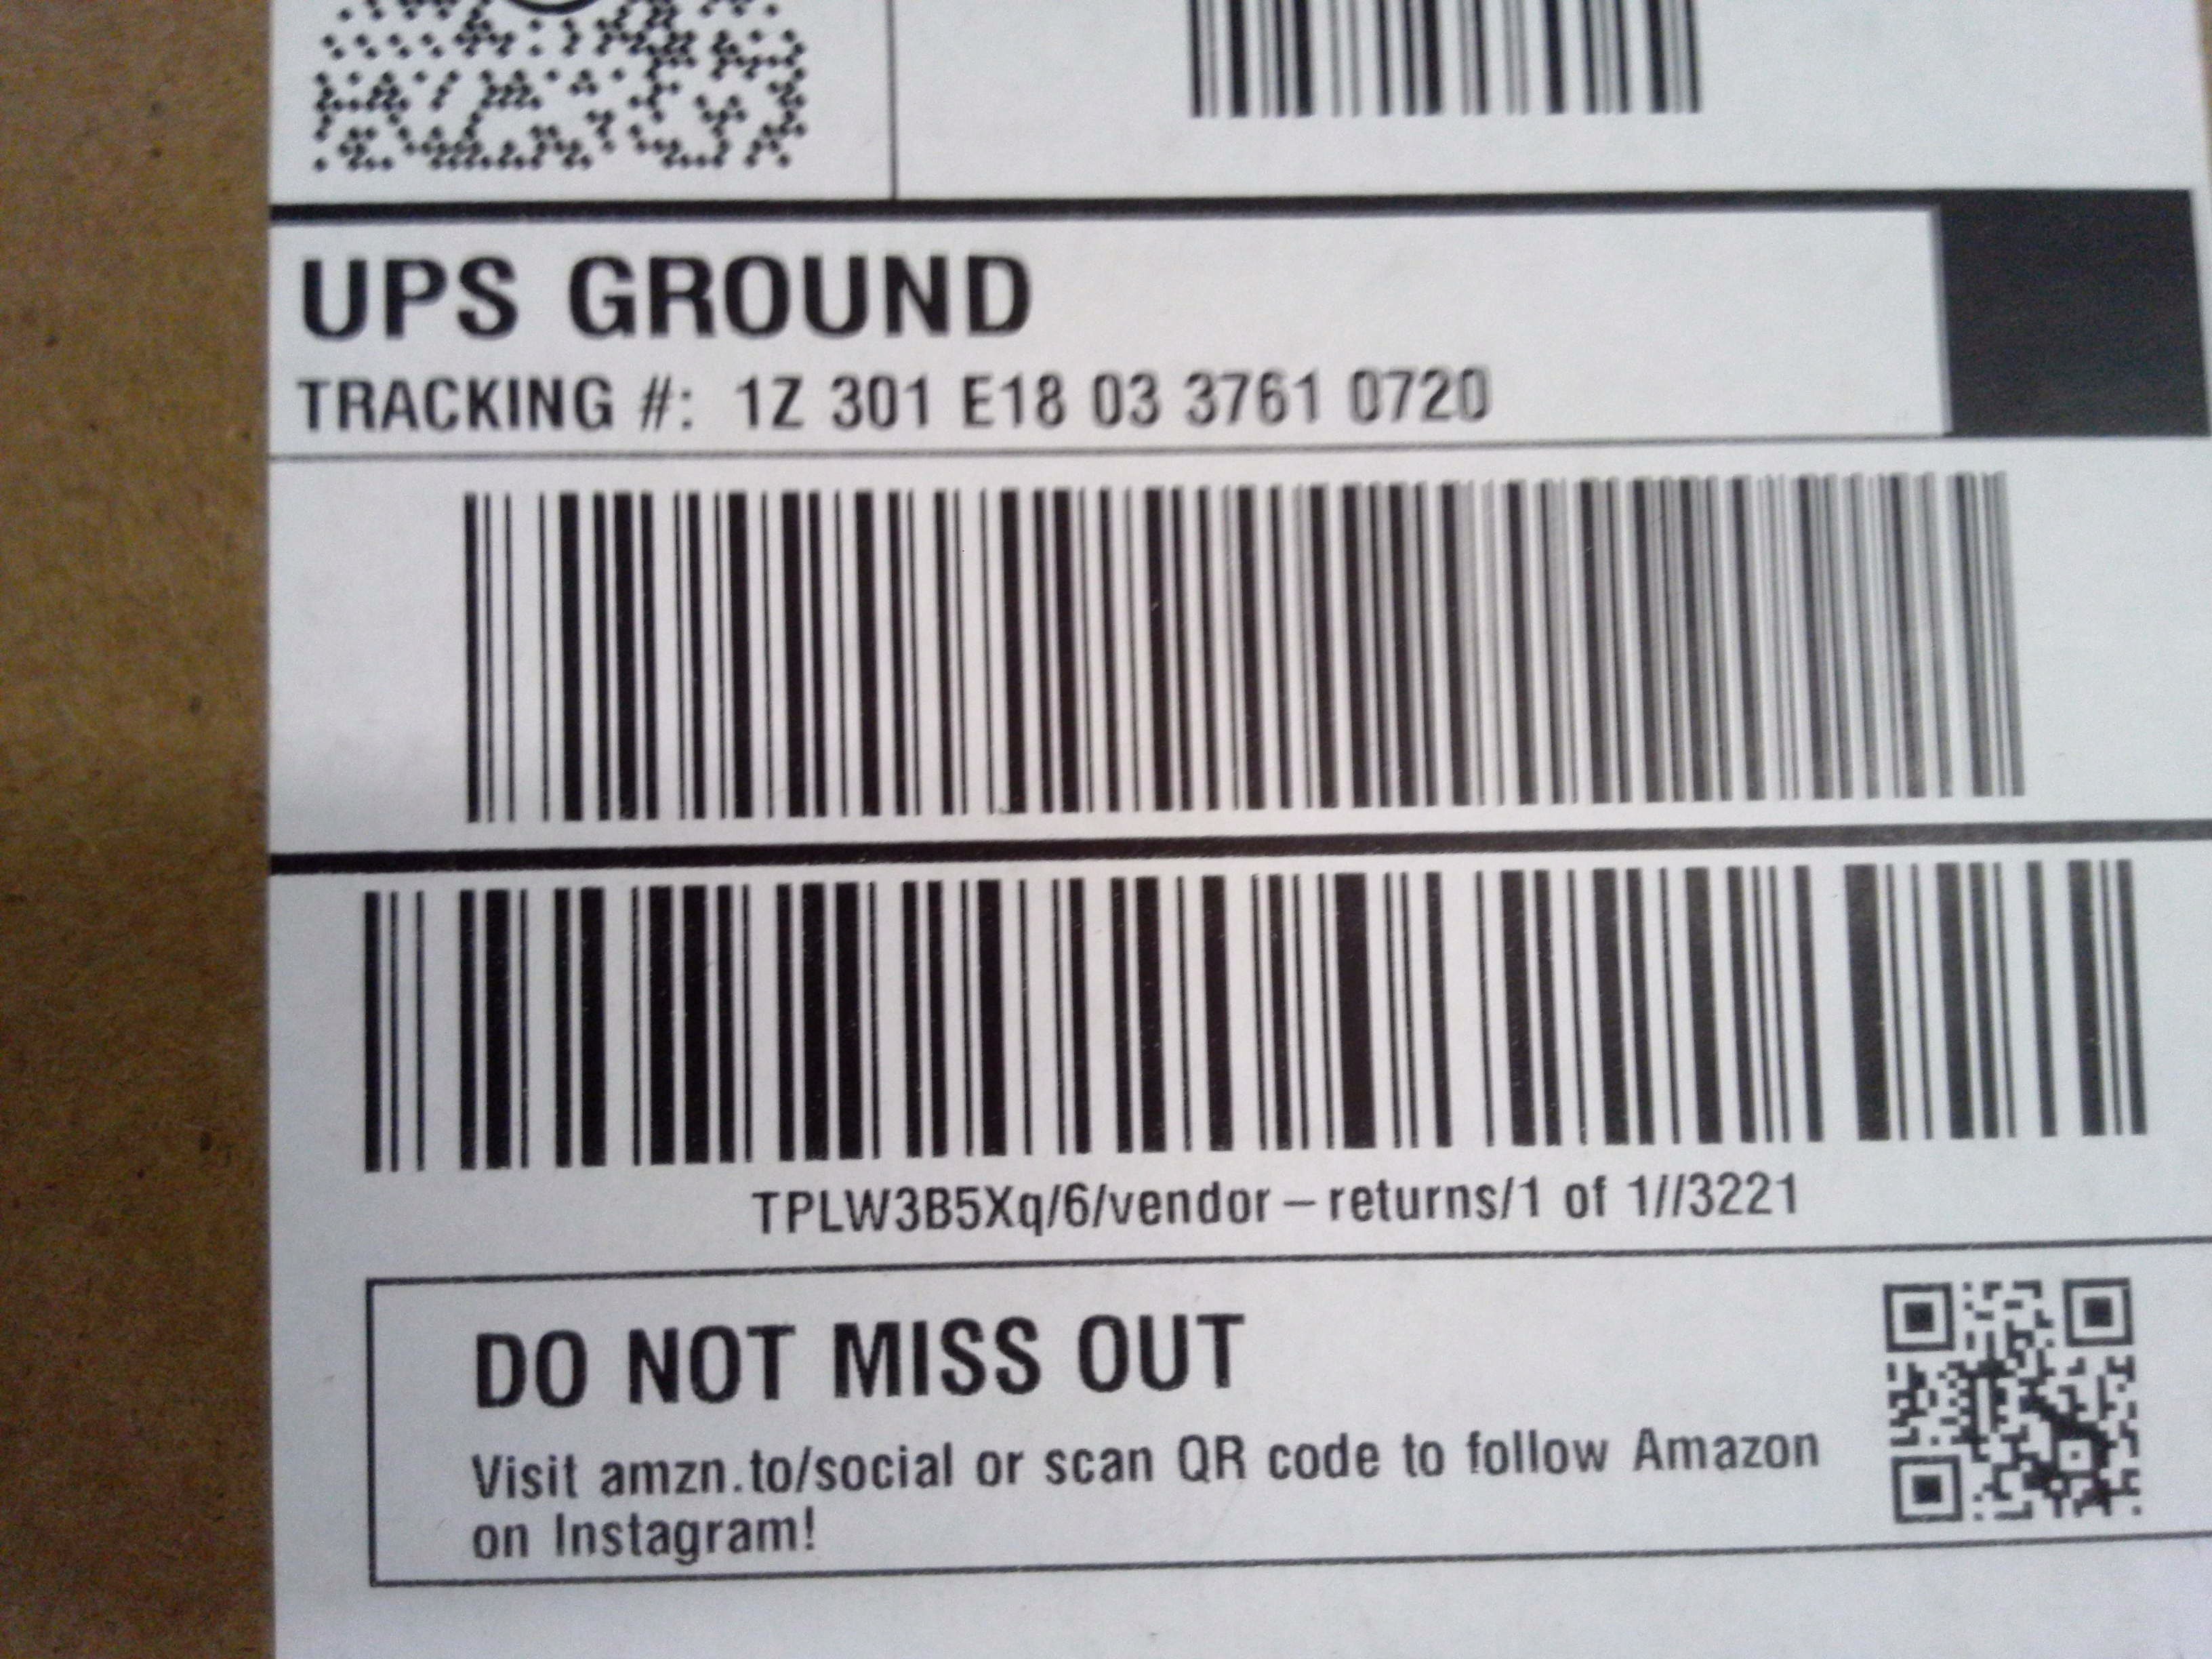 UPS GROUND
TRACKING #: 1Z 301 E18 03 3761 0720
TPLW3B5Xq/6/vendor-returns/1 of 1//3221
DO NOT MISS OUT
Visit amzn.to/social or scan QR code to follow Amazon
on Instagram!